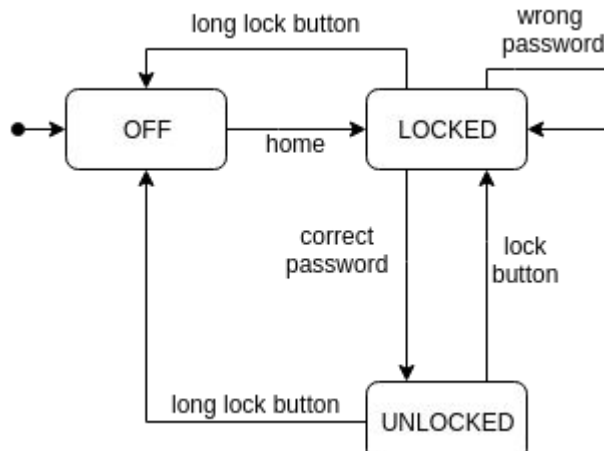 long lock button
wrong
password
OFF
home
LOCKED
correct
password
lock
button
long lock button
UNLOCKED